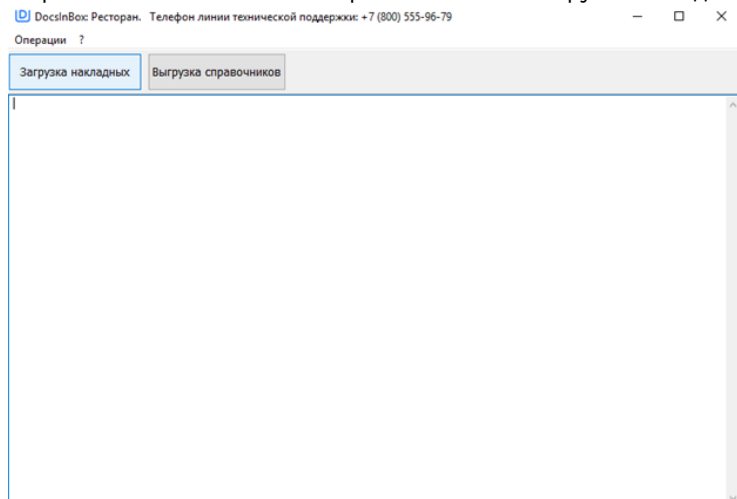 DocsInBox: Ресторан. Телефон линии технической поддержки: +7 (800) 555-96-79
Операции ?
Загрузка накладных Выгрузка справочников